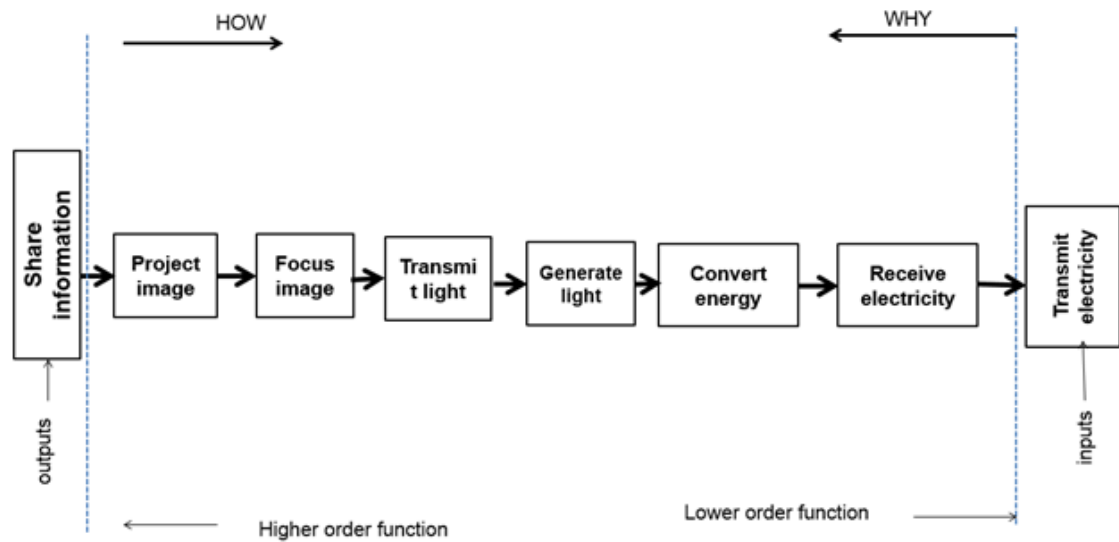 HOW
WHY
Share
information
Project
image
Focus
image
Transmi
t light
Generate
light
Convert
energy
Receive
electricity
Transmit
electricity
outputs
inputs
Higher order function
Lower order function